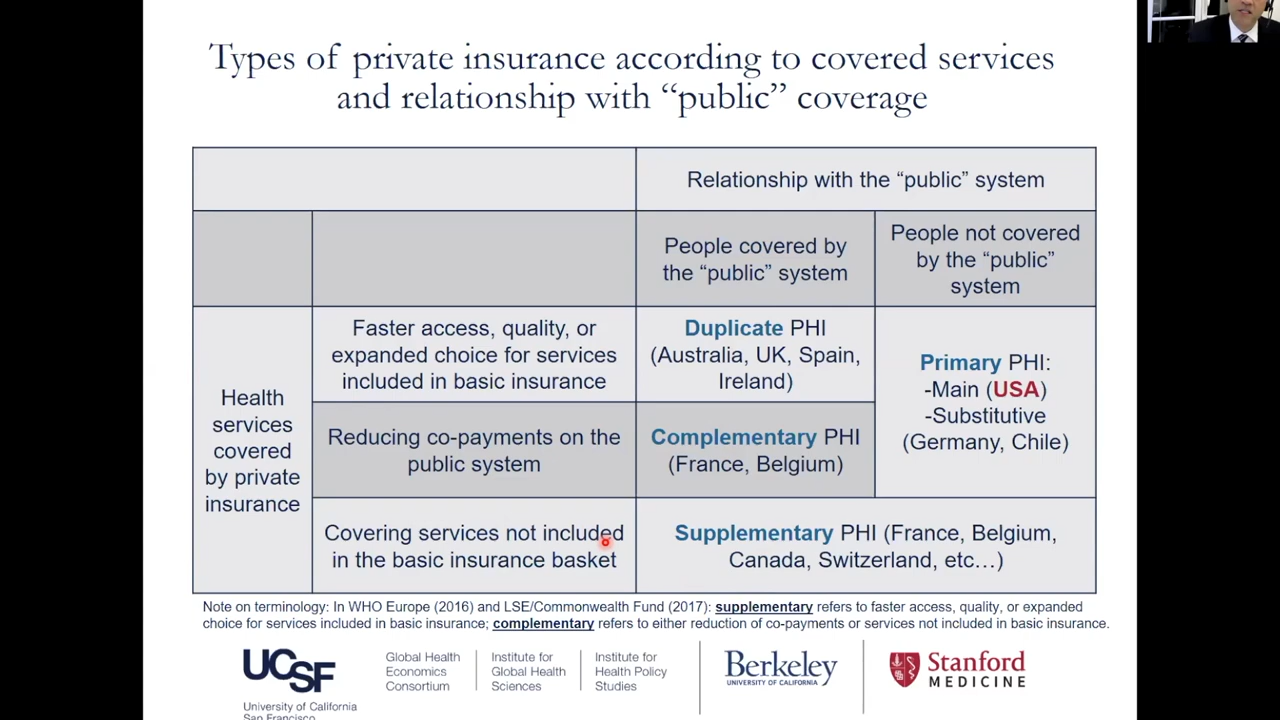 Types of private insurance according to covered services
and relationship with “public” coverage
Relationship with the “public” system
People covered by
the “public” system
People not covered
by the “public”
system
Health
services
covered
by private
insurance
Faster access, quality, or
expanded choice for services
included in basic insurance
Duplicate PHI
(Australia, UK, Spain,
Ireland)
Primary PHI:
-Main (USA)
-Substitutive
(Germany, Chile)
Reducing co-payments on the
public system
Complementary PHI
(France, Belgium)
Covering services not included
in the basic insurance basket
Supplementary PHI (France, Belgium,
Canada, Switzerland, etc…)
Note on terminology: In WHO Europe (2016) and LSE/Commonwealth Fund (2017): supplementary refers to faster access, quality, or expanded
choice for services included in basic insurance; complementary refers to either reduction of co-payments or services not included in basic insurance.
UCSF
University of California
San Francisco
Global Health
Economics
Consortium
Institute for
Global Health
Sciences
Institute for
Health Policy
Studies
Berkeley
UNIVERSITY OF CALIFORNIA
Stanford
MEDICINE